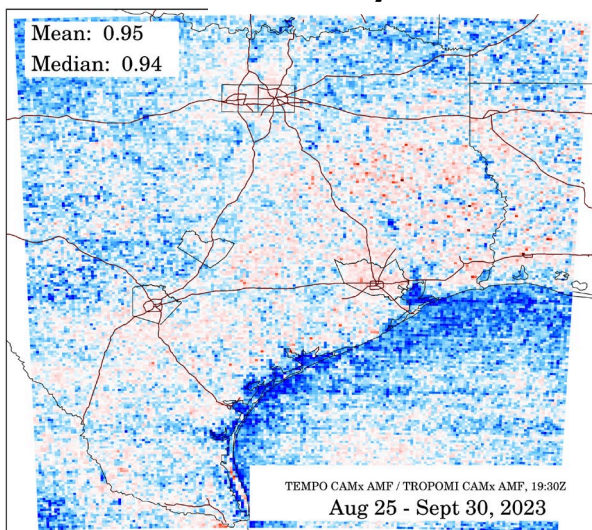 Mean: 0.95
Median: 0.94
TEMPO CAMx AMF / TROPOMI CAMx AMF, 19:30Z
Aug 25 - Sept 30, 2023